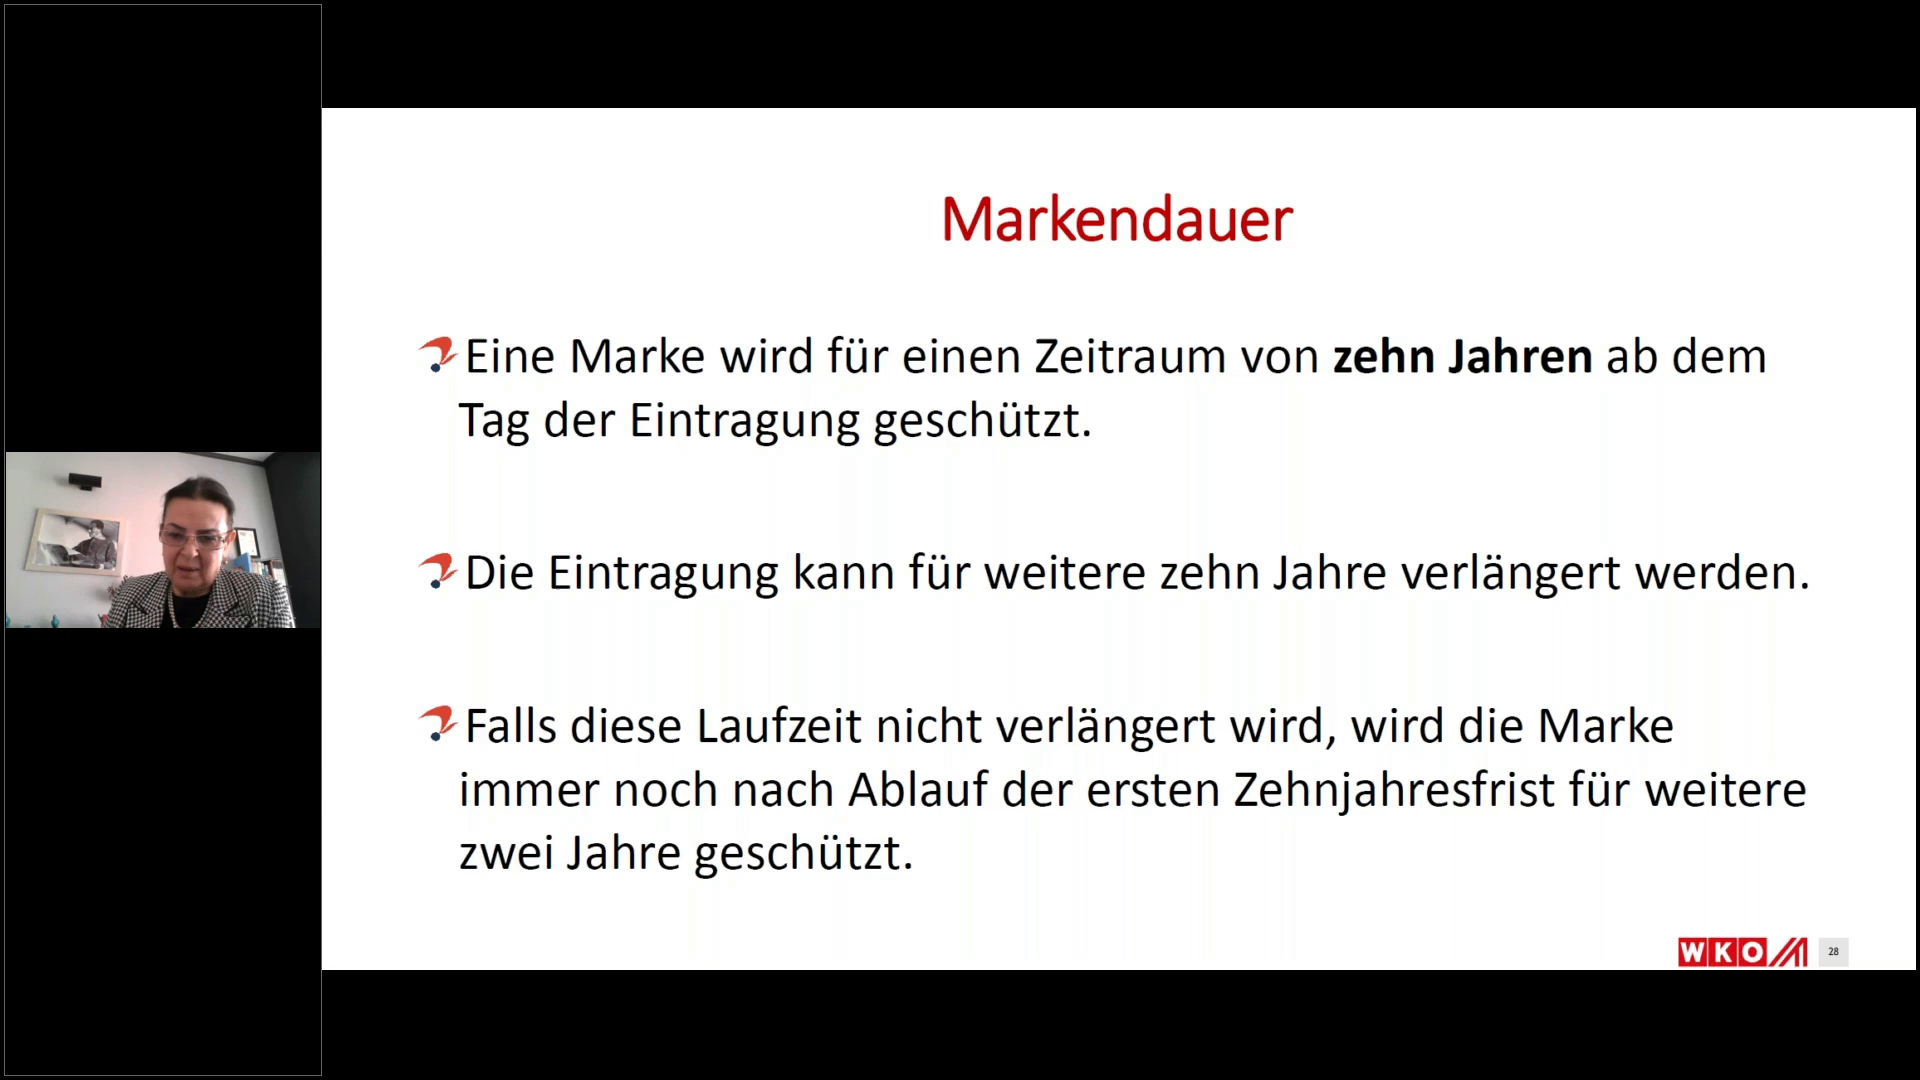 Markendauer
Eine Marke wird für einen Zeitraum von zehn Jahren ab dem
Tag der Eintragung geschützt.
Die Eintragung kann für weitere zehn Jahre verlängert werden.
Falls diese Laufzeit nicht verlängert wird, wird die Marke
immer noch nach Ablauf der ersten Zehnjahresfrist für weitere
zwei Jahre geschützt.
WKO
28